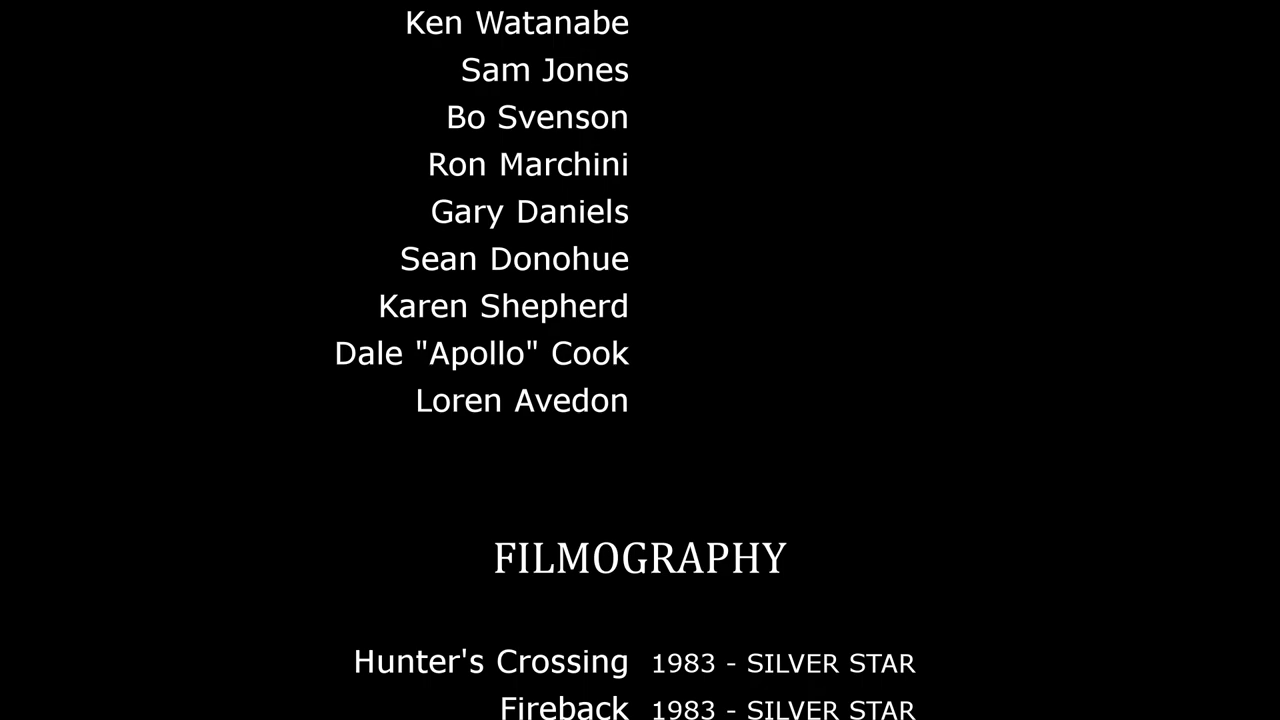 Ken Watanabe
Sam Jones
Bo Svenson
Ron Marchini
Gary Daniels
Sean Donohue
Karen Shepherd
Dale "Apollo" Cook
Loren Avedon
FILMOGRAPHY
Hunter's Crossing 1983 - SILVER STAR
Fireback 1983 - SILVER STAR